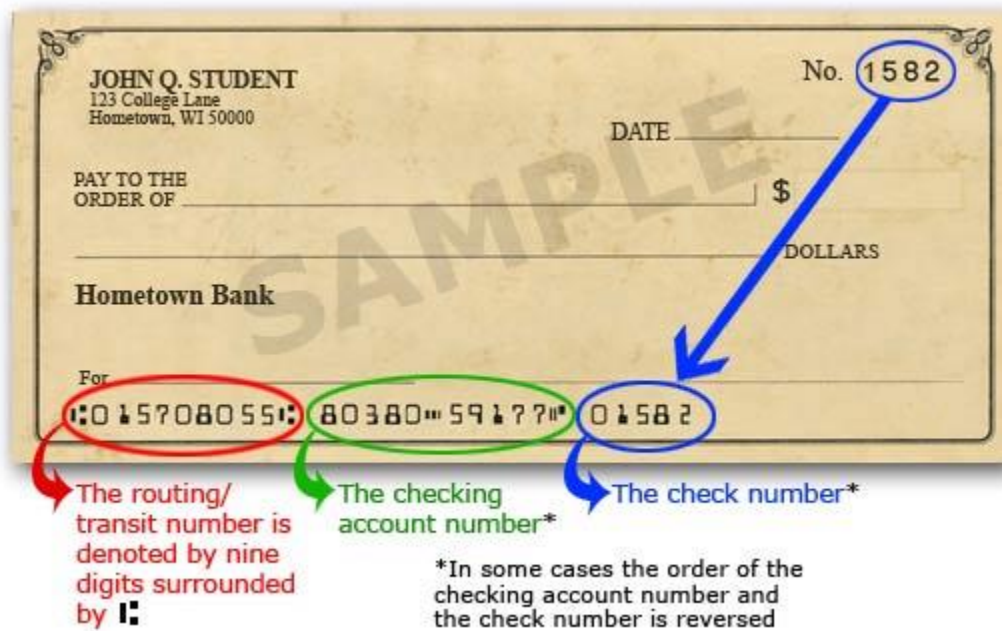 JOHN Q. STUDENT
123 College Lane
Hometown, WI 50000
No. 1582
DATE
PAY TO THE
ORDER OF
$
DOLLARS
SAMPLE
Hometown Bank
For
⑆015708055⑆ 80380⑉59177⑈ 01582
The routing/
transit number is
denoted by nine
digits surrounded
by ⑆
The checking
account number*
The check number*
*In some cases the order of the
checking account number and
the check number is reversed